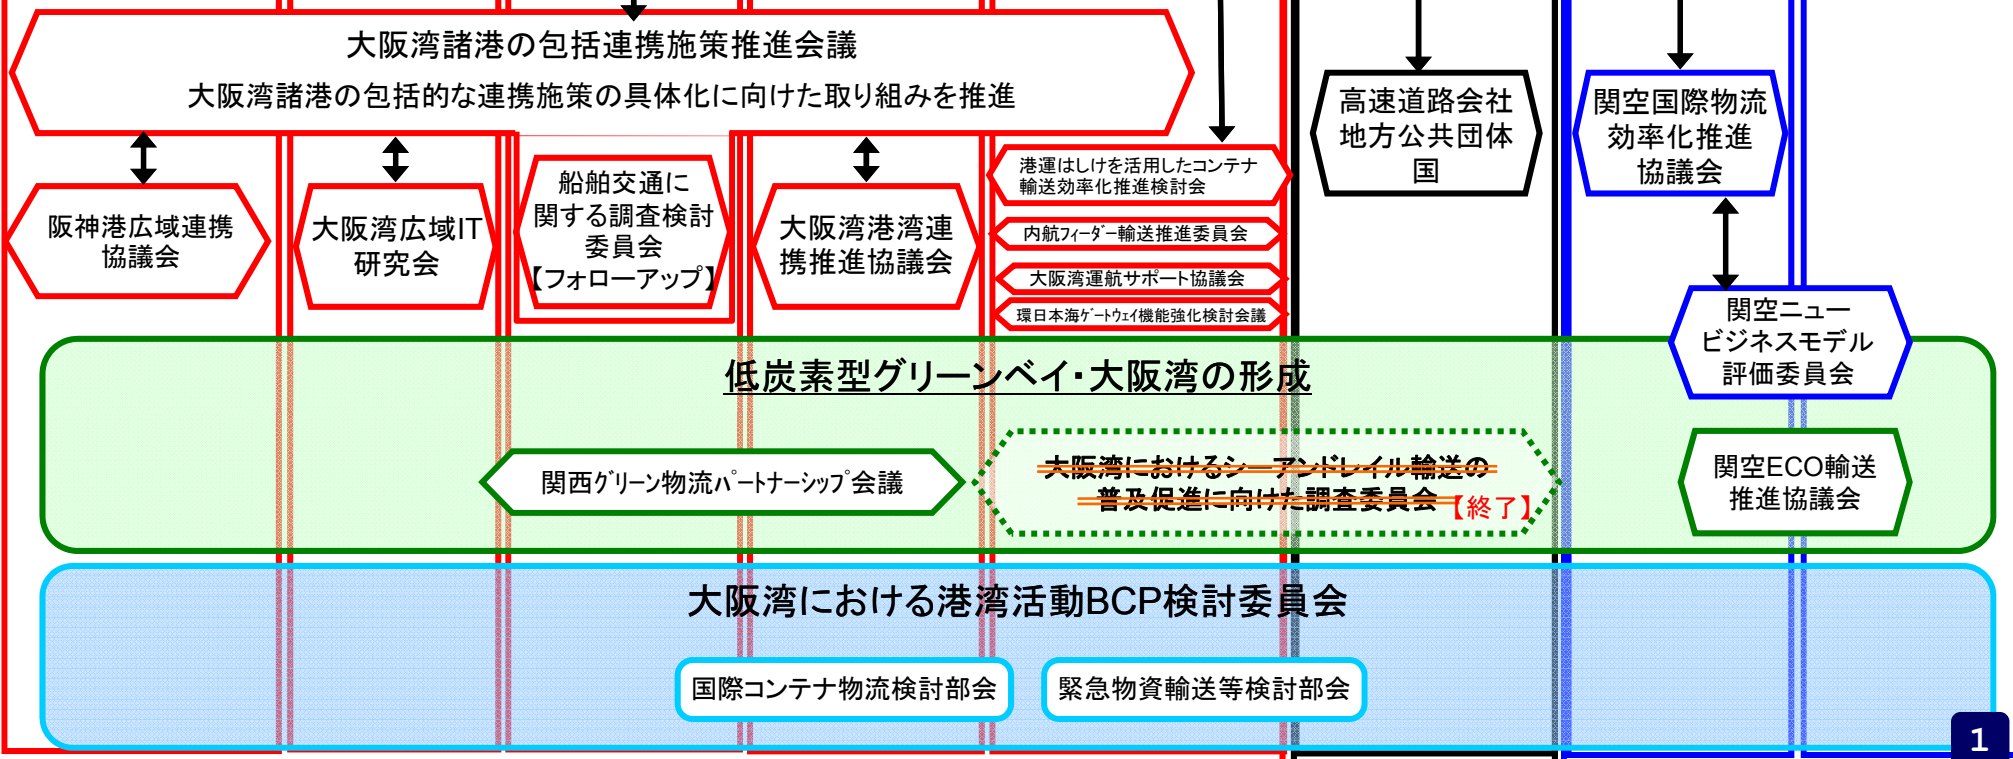 大阪湾諸港の包括連携施策推進会議
大阪湾諸港の包括的な連携施策の具体化に向けた取り組みを推進
阪神港広域連携
協議会
大阪湾広域IT
研究会
船舶交通に
関する調査検討
委員会
【フォローアップ】
大阪湾港湾連
携推進協議会
港運はしけを活用したコンテナ
輸送効率化推進検討会
内航フィーダー輸送推進委員会
大阪湾運航サポート協議会
環日本海ゲートウェイ機能強化検討会議
高速道路会社
地方公共団体
国
関空国際物流
効率化推進
協議会
関空ニュー
ビジネスモデル
評価委員会
低炭素型グリーンベイ・大阪湾の形成
関西グリーン物流パートナーシップ会議
大阪湾におけるシーアンドレイル輸送の
普及促進に向けた調査委員会
【終了】
関空ECO輸送
推進協議会
大阪湾における港湾活動BCP検討委員会
国際コンテナ物流検討部会
緊急物資輸送等検討部会
1